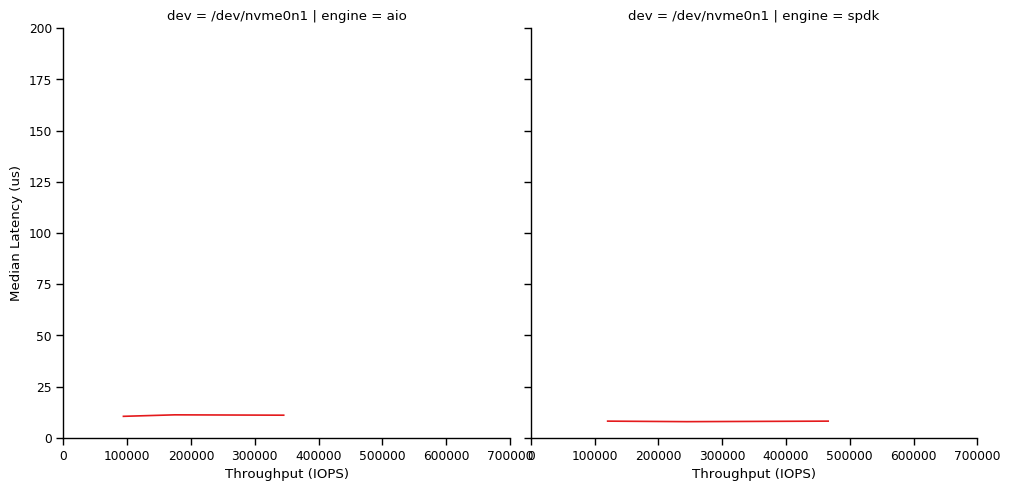 dev = /dev/nvme0n1 | engine = aio
dev = /dev/nvme0n1 | engine = spdk
Median Latency (us)
200
175
150
125
100
75
50
25
0
0 100000 200000 300000 400000 500000 600000 700000
0 100000 200000 300000 400000 500000 600000 700000
Throughput (IOPS)
Throughput (IOPS)